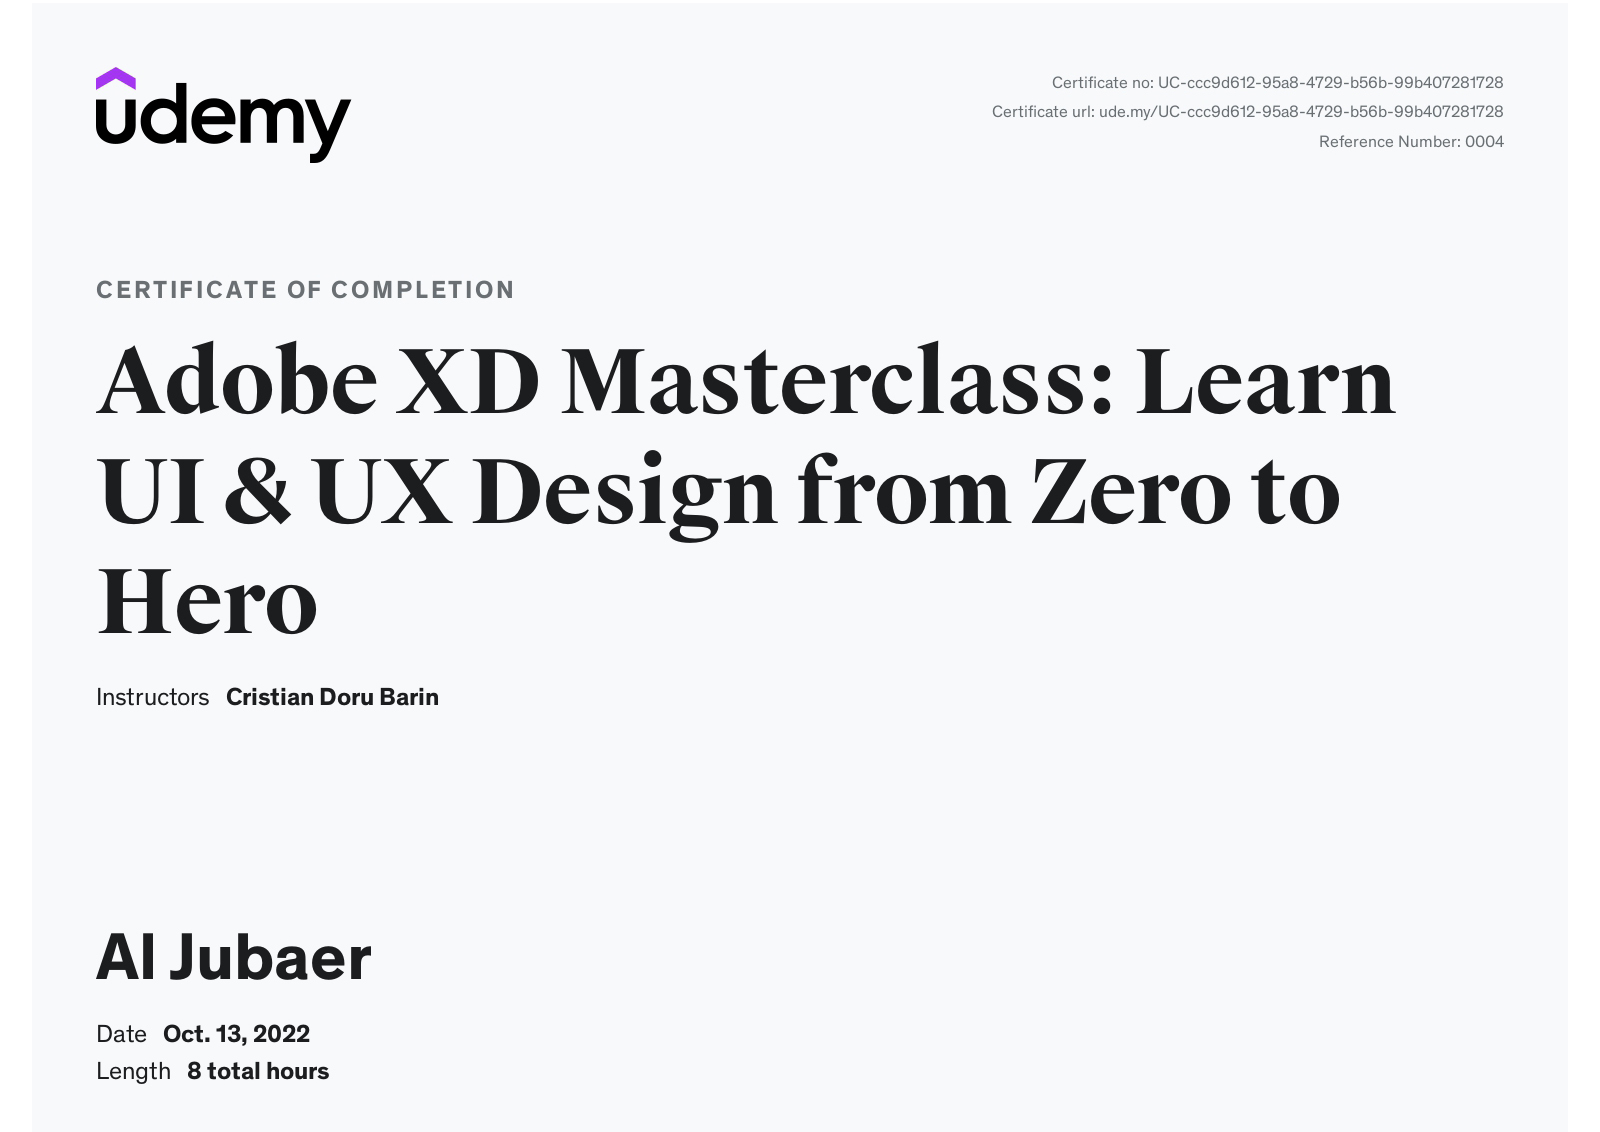 udemy
Certificate no: UC-ccc9d612-95a8-4729-b56b-99b407281728
Certificate url: ude.my/UC-ccc9d612-95a8-4729-b56b-99b407281728
Reference Number: 0004
CERTIFICATE OF COMPLETION
Adobe XD Masterclass: Learn
UI & UX Design from Zero to
Hero
Instructors Cristian Doru Barin
Al Jubaer
Date Oct. 13, 2022
Length 8 total hours